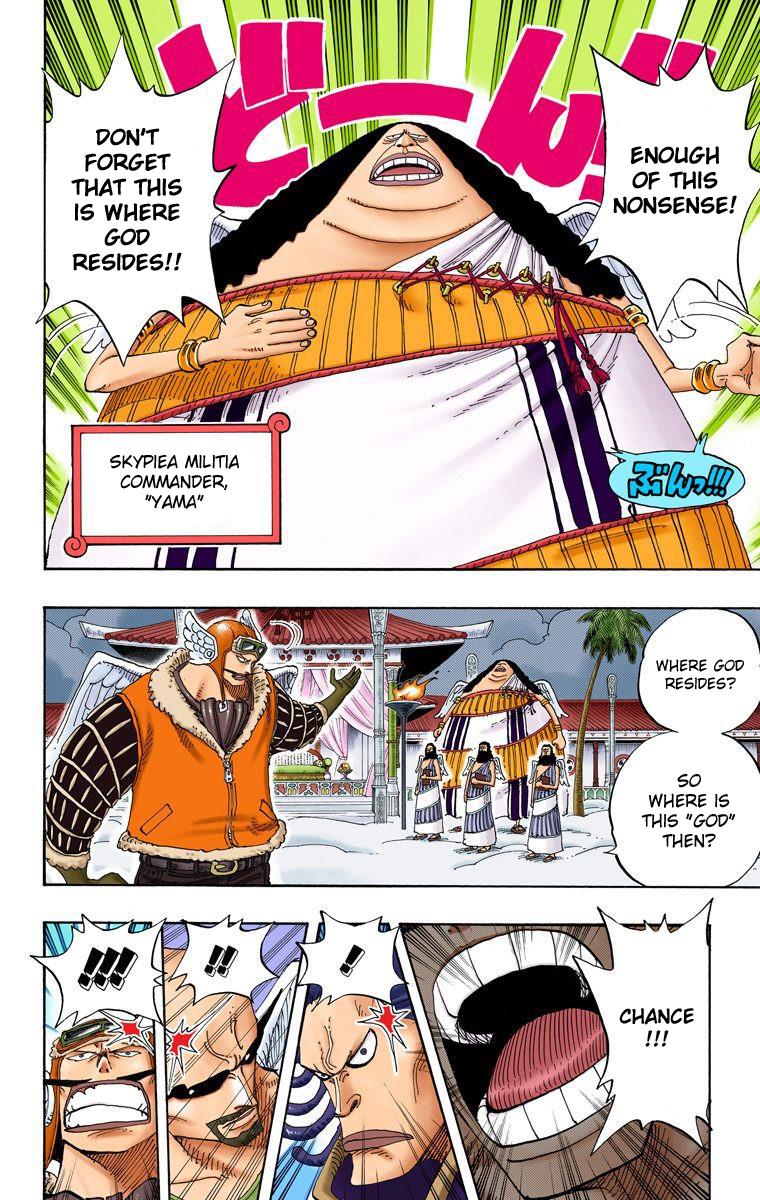 どーん!!
ENOUGH
OF THIS
NONSENSE!
DON'T
FORGET
THAT THIS
IS WHERE
GOD
RESIDES!!
SKYPIEA MILITIA
COMMANDER,
"YAMA"
ぶんっ!!!
WHERE GOD
RESIDES?
SO
WHERE IS
THIS "GOD"
THEN?
CHANCE
!!!
!
!!
!!!